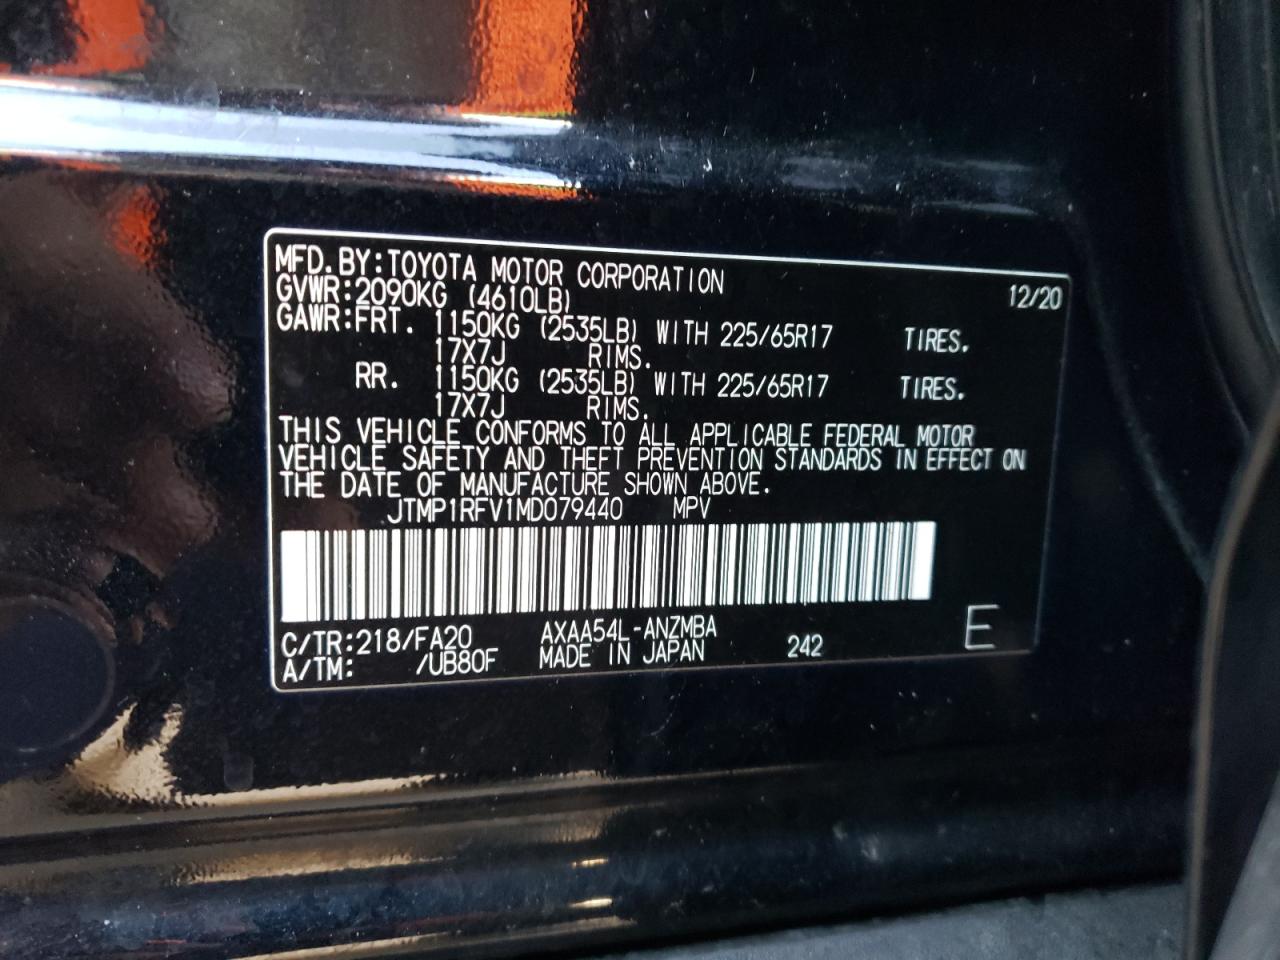 MFD.BY:TOYOTA MOTOR CORPORATION 12/20
GVWR:2090KG (4610LB)
GAWR:FRT. 1150KG (2535LB) WITH 225/65R17 TIRES.
17X7J RIMS.
RR. 1150KG (2535LB) WITH 225/65R17 TIRES.
17X7J RIMS.
THIS VEHICLE CONFORMS TO ALL APPLICABLE FEDERAL MOTOR
VEHICLE SAFETY AND THEFT PREVENTION STANDARDS IN EFFECT ON
THE DATE OF MANUFACTURE SHOWN ABOVE.
JTMP1RFV1MD079440 MPV
C/TR:218/FA20 AXAA54L-ANZMBA 242 E
A/TM: /UB80F MADE IN JAPAN